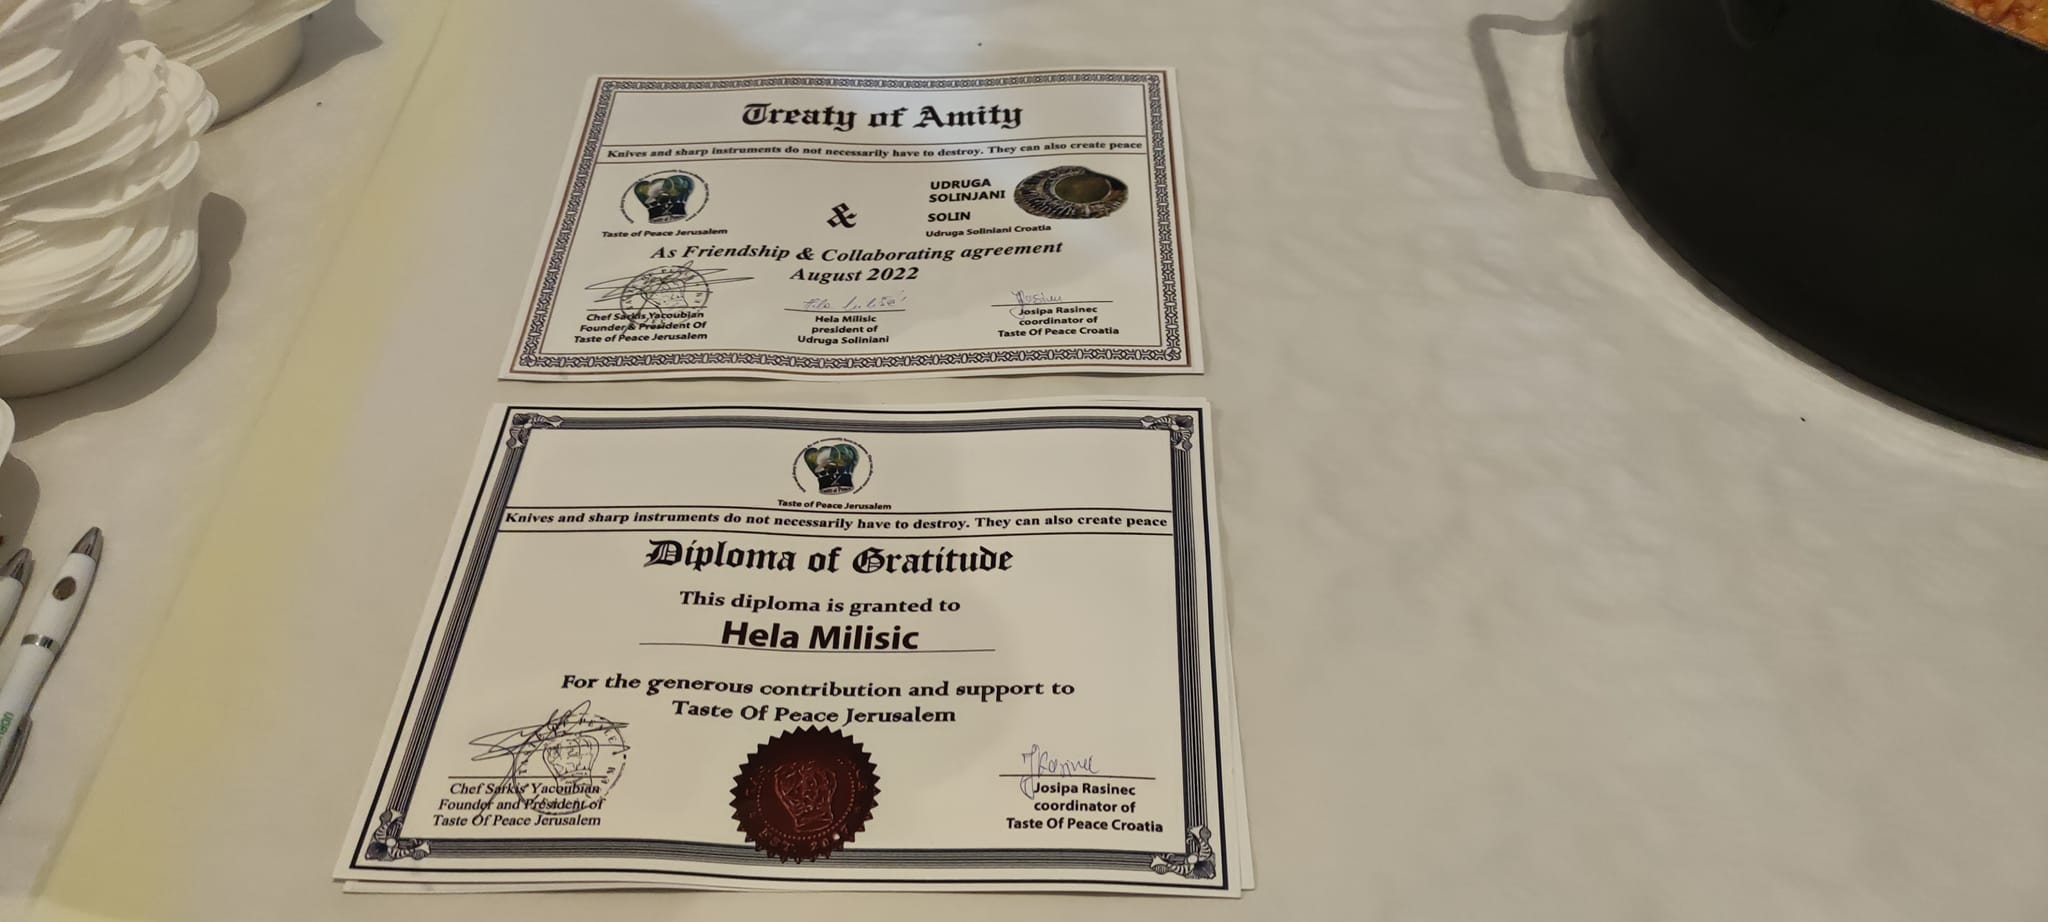 Treaty of Amity
Knives and sharp instruments do not necessarily have to destroy. They can also create peace
Taste of Peace Jerusalem
&
UDRUGA
SOLINJANI
SOLIN
Udruga Soliniani Croatia
As Friendship & Collaborating agreement
August 2022
Chef Sarkis Yacoubian
Founder & President Of
Taste of Peace Jerusalem
Hela Milisic
president of
Udruga Soliniani
Josipa Rasinec
coordinator of
Taste Of Peace Croatia
Taste of Peace Jerusalem
Knives and sharp instruments do not necessarily have to destroy. They can also create peace
Diploma of Gratitude
This diploma is granted to
Hela Milisic
For the generous contribution and support to
Taste Of Peace Jerusalem
Chef Sarkis Yacoubian
Founder and President of
Taste Of Peace Jerusalem
Josipa Rasinec
coordinator of
Taste Of Peace Croatia